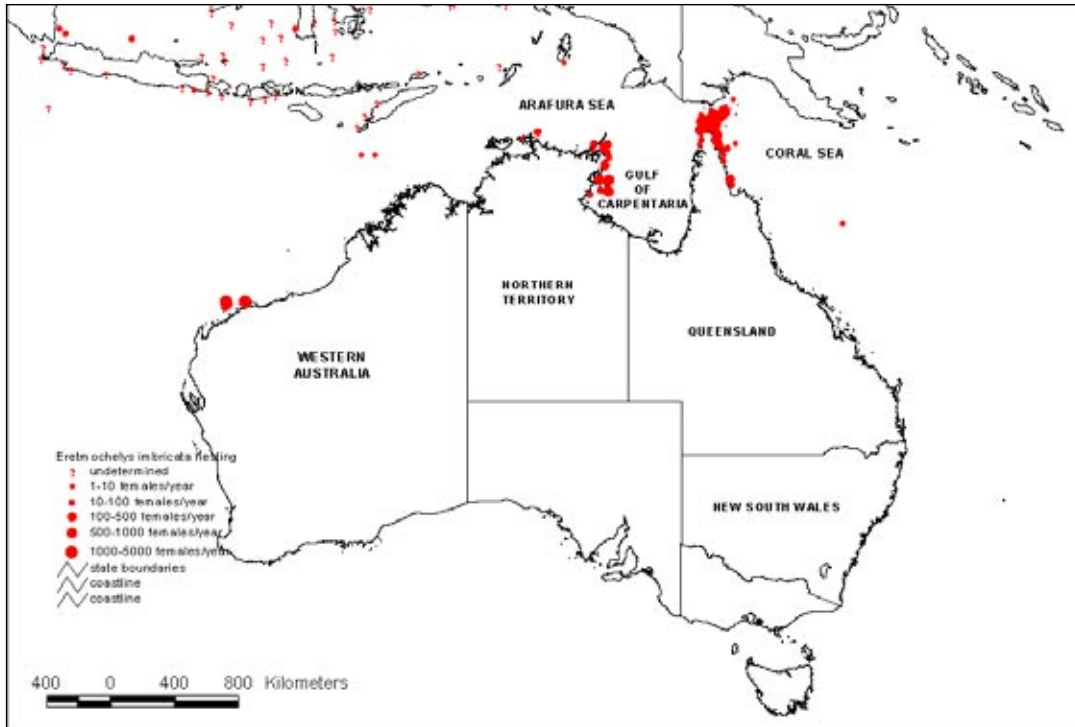 ARAFURA SEA
CORAL SEA
GULF
OF
CARPENTARIA
NORTHERN
TERRITORY
QUEENSLAND
WESTERN
AUSTRALIA
NEW SOUTH WALES
Eretmochelys imbricata nesting
? undetermined
1-10 females/year
10-100 females/year
100-500 females/year
500-1000 females/year
1000-5000 females/year
state boundaries
coastline
coastline
400 0 400 800 Kilometers